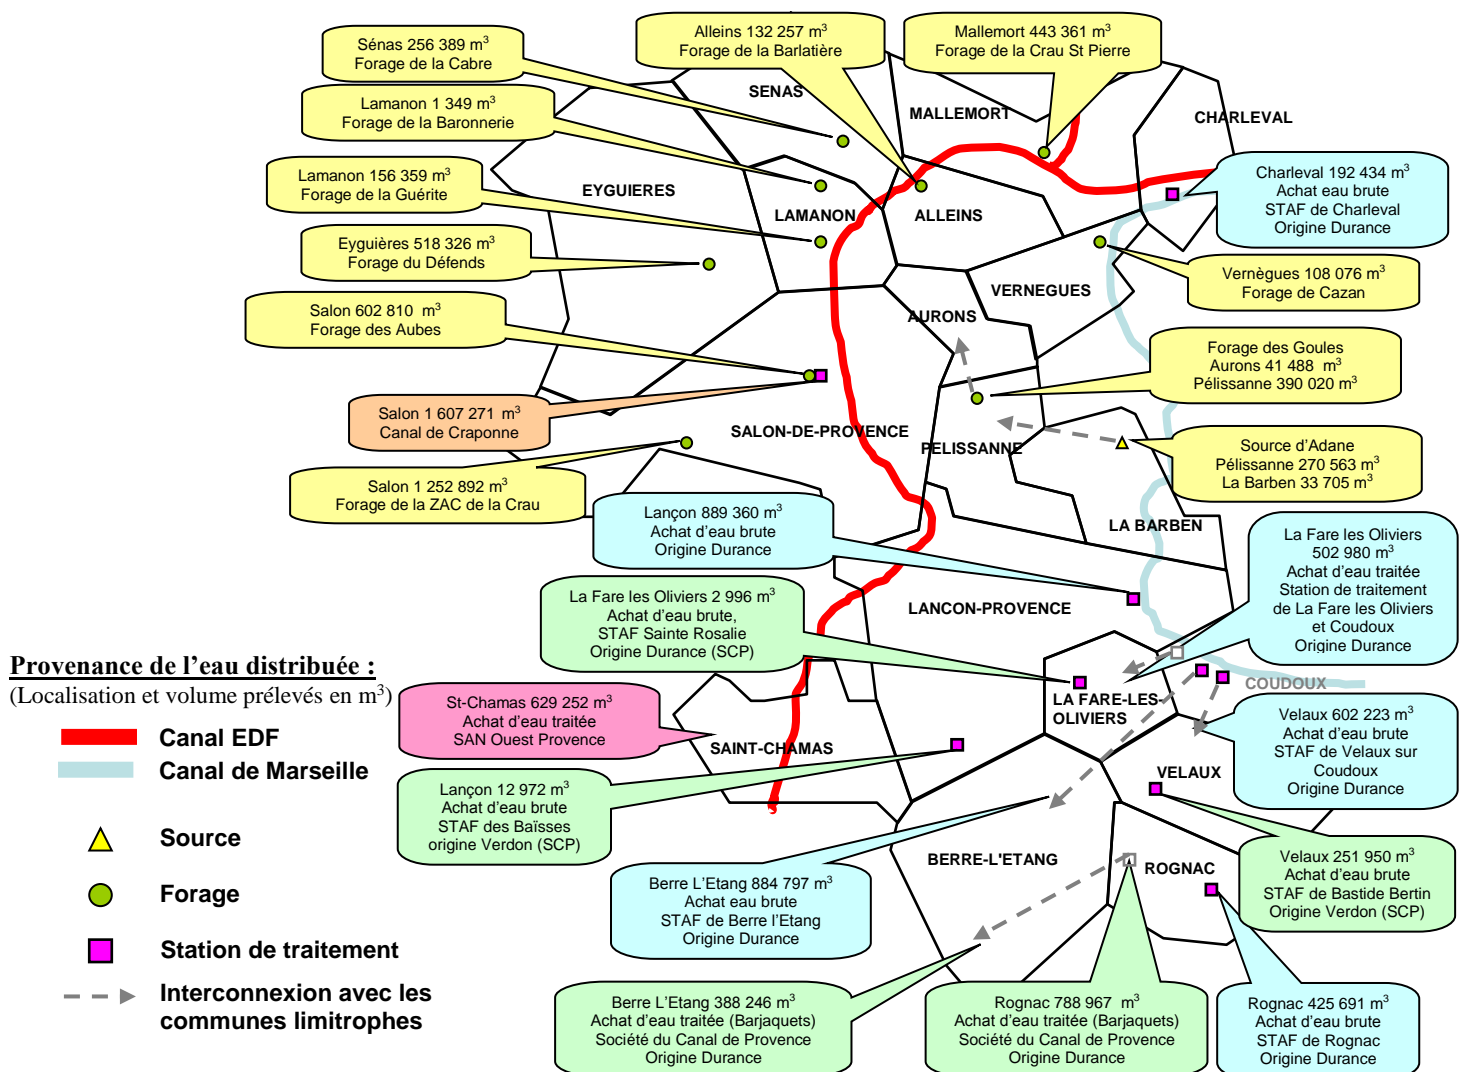 Sénas 256 389 m³
Forage de la Cabre
Alleins 132 257 m³
Forage de la Barlatière
Mallemort 443 361 m³
Forage de la Crau St Pierre
Lamanon 1 349 m³
Forage de la Baronnerie
Lamanon 156 359 m³
Forage de la Guérite
Eyguières 518 326 m³
Forage du Défends
Salon 602 810 m³
Forage des Aubes
Salon 1 607 271 m³
Canal de Craponne
Salon 1 252 892 m³
Forage de la ZAC de la Crau
SENAS
MALLEMORT
CHARLEVAL
EYGUIERES
LAMANON
ALLEINS
VERNEGUES
AURONS
SALON-DE-PROVENCE
PELISSANNE
LA BARBEN
LANCON-PROVENCE
LA FARE-LES-
OLIVIERS
COUDOUX
SAINT-CHAMAS
VELAUX
BERRE-L'ETANG
ROGNAC
Charleval 192 434 m³
Achat eau brute
STAF de Charleval
Origine Durance
Vernègues 108 076 m³
Forage de Cazan
Forage des Goules
Aurons 41 488 m³
Pélissanne 390 020 m³
Source d'Adane
Pélissanne 270 563 m³
La Barben 33 705 m³
Lançon 889 360 m³
Achat d'eau brute
Origine Durance
La Fare les Oliviers
502 980 m³
Achat d'eau traitée
Station de traitement
de La Fare les Oliviers
et Coudoux
Origine Durance
La Fare les Oliviers 2 996 m³
Achat d'eau brute,
STAF Sainte Rosalie
Origine Durance (SCP)
St-Chamas 629 252 m³
Achat d'eau traitée
SAN Ouest Provence
Lançon 12 972 m³
Achat d'eau brute
STAF des Baïsses
origine Verdon (SCP)
Velaux 602 223 m³
Achat d'eau brute
STAF de Velaux sur
Coudoux
Origine Durance
Velaux 251 950 m³
Achat d'eau brute
STAF de Bastide Bertin
Origine Verdon (SCP)
Berre L'Etang 884 797 m³
Achat eau brute
STAF de Berre l'Etang
Origine Durance
Berre L'Etang 388 246 m³
Achat d'eau traitée (Barjaquets)
Société du Canal de Provence
Origine Durance
Rognac 788 967 m³
Achat d'eau traitée (Barjaquets)
Société du Canal de Provence
Origine Durance
Rognac 425 691 m³
Achat d'eau brute
STAF de Rognac
Origine Durance
Provenance de l'eau distribuée :
(Localisation et volume prélevés en m³)
Canal EDF
Canal de Marseille
Source
Forage
Station de traitement
Interconnexion avec les
communes limitrophes